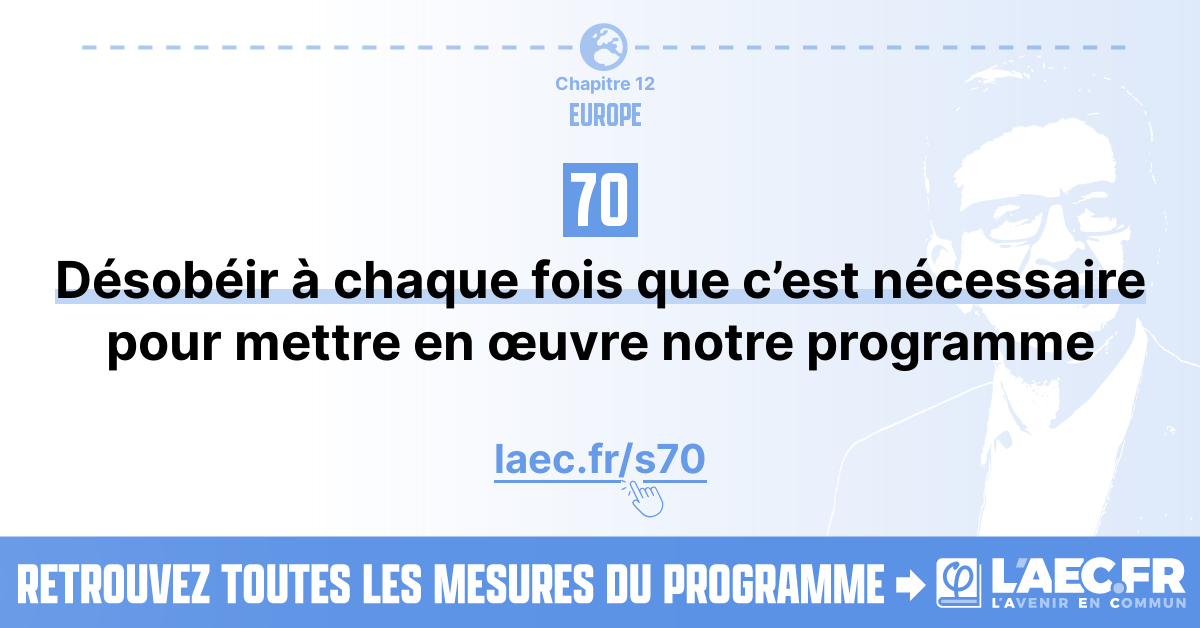 Chapitre 12
EUROPE
70
Désobéir à chaque fois que c’est nécessaire
pour mettre en œuvre notre programme
laec.fr/s70
RETROUVEZ TOUTES LES MESURES DU PROGRAMME
L'AEC.FR
L'AVENIR EN COMMUN